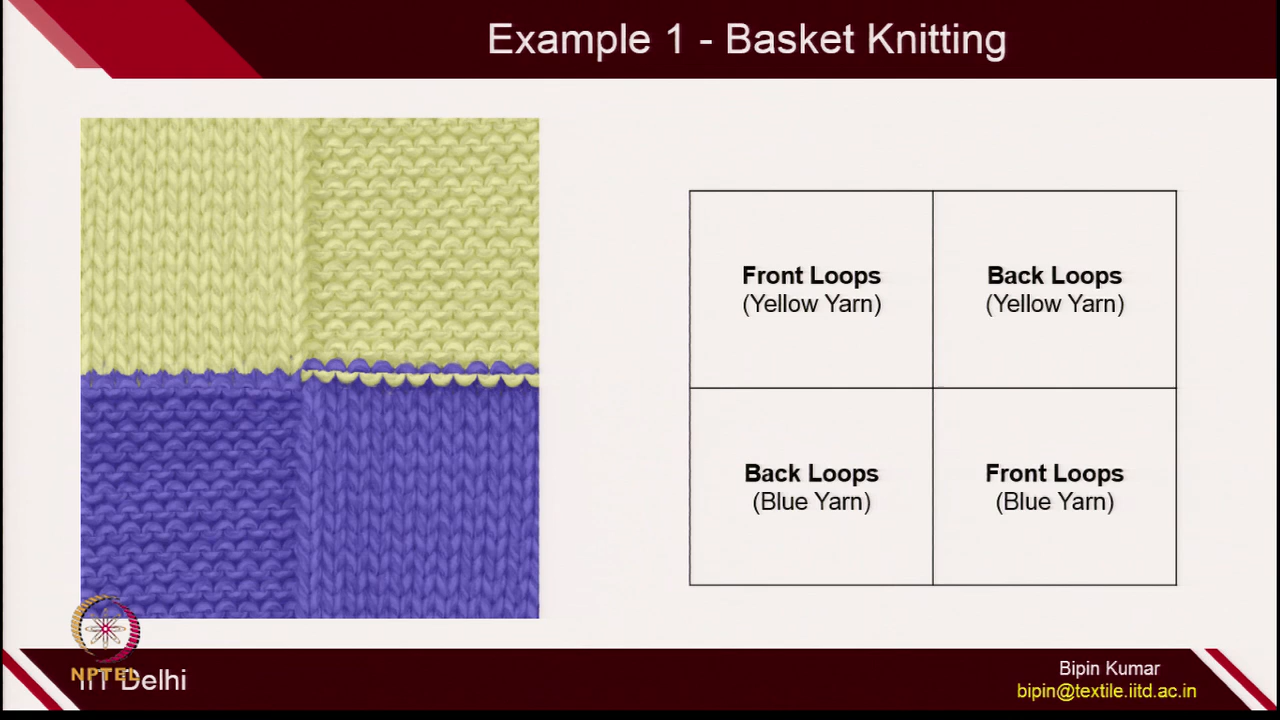 Example 1 - Basket Knitting
Front Loops
(Yellow Yarn)
Back Loops
(Yellow Yarn)
Back Loops
(Blue Yarn)
Front Loops
(Blue Yarn)
NPTEL
IIT Delhi
Bipin Kumar
bipin@textile.iitd.ac.in